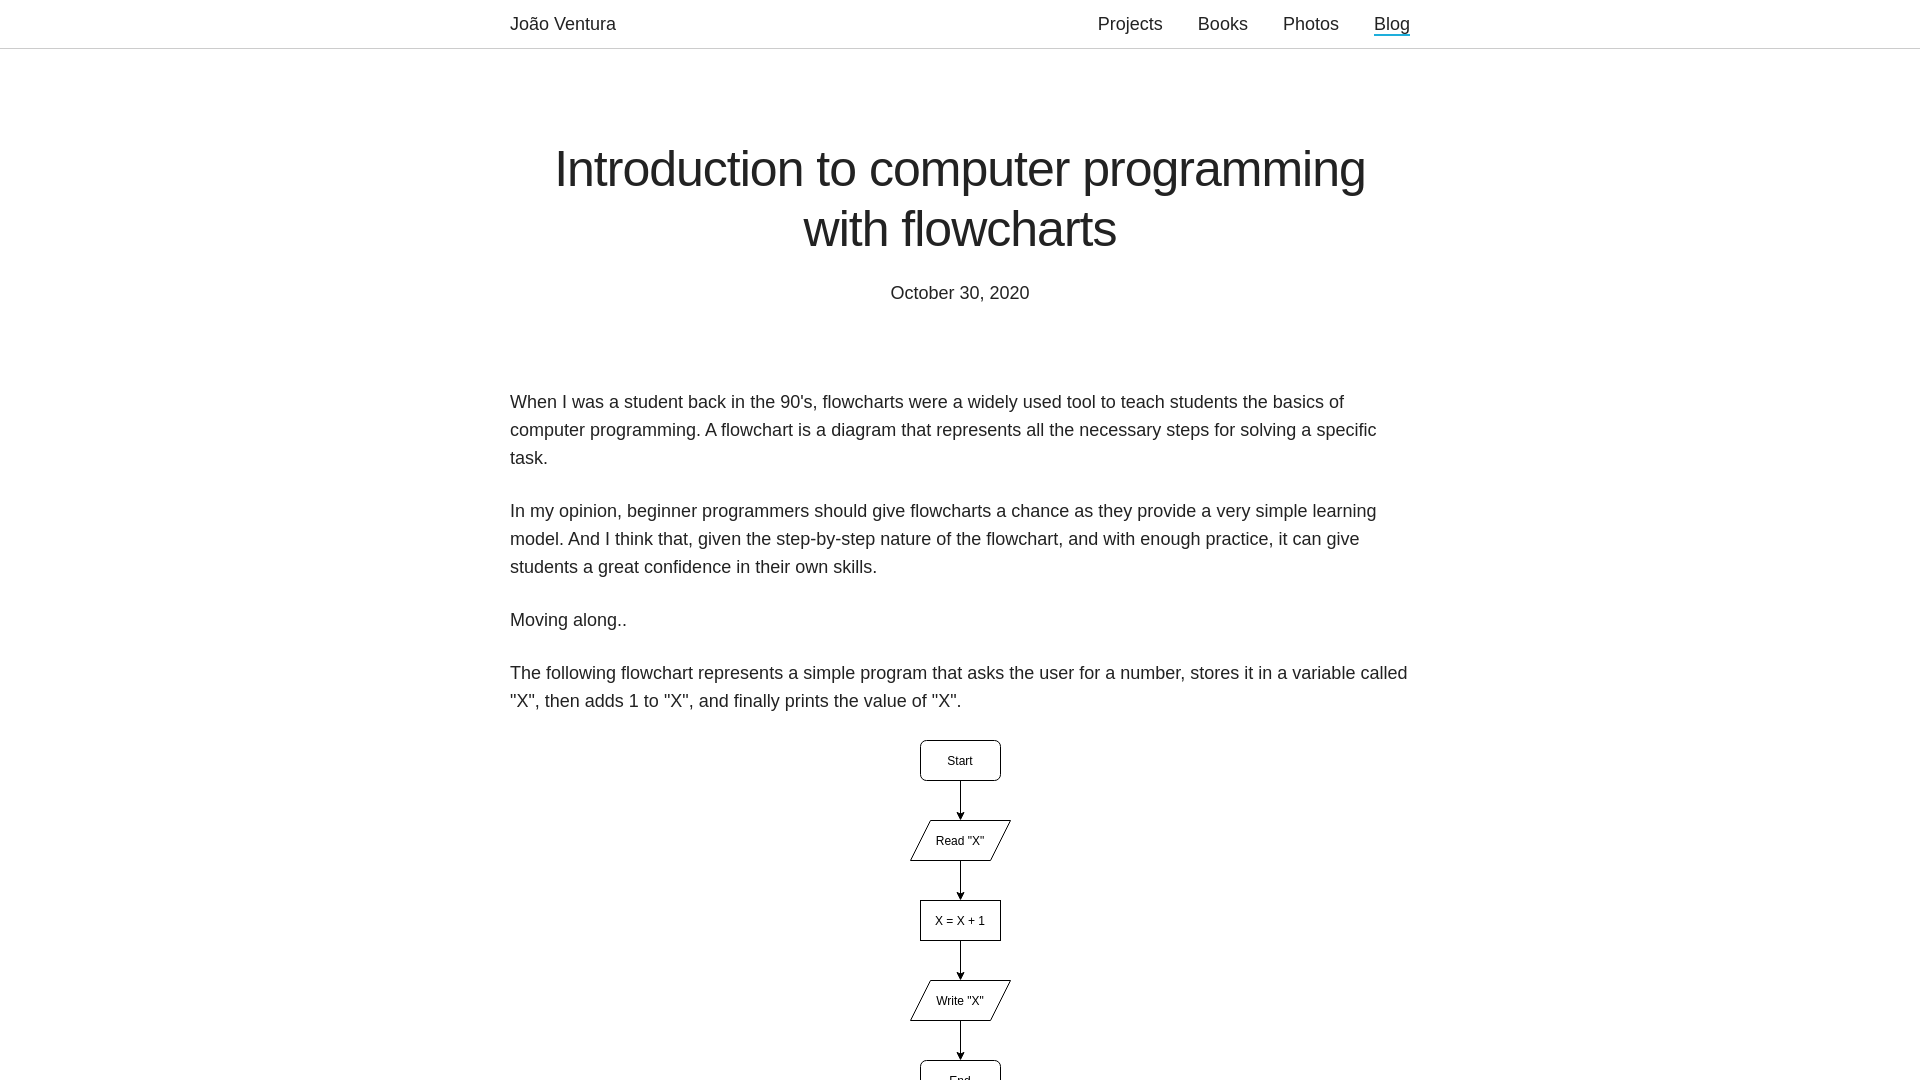 João Ventura
Projects
Books
Photos
Blog
Introduction to computer programming
with flowcharts
October 30, 2020
When I was a student back in the 90's, flowcharts were a widely used tool to teach students the basics of
computer programming. A flowchart is a diagram that represents all the necessary steps for solving a specific
task.
In my opinion, beginner programmers should give flowcharts a chance as they provide a very simple learning
model. And I think that, given the step-by-step nature of the flowchart, and with enough practice, it can give
students a great confidence in their own skills.
Moving along..
The following flowchart represents a simple program that asks the user for a number, stores it in a variable called
"X", then adds 1 to "X", and finally prints the value of "X".
Start
Read "X"
X = X + 1
Write "X"
End